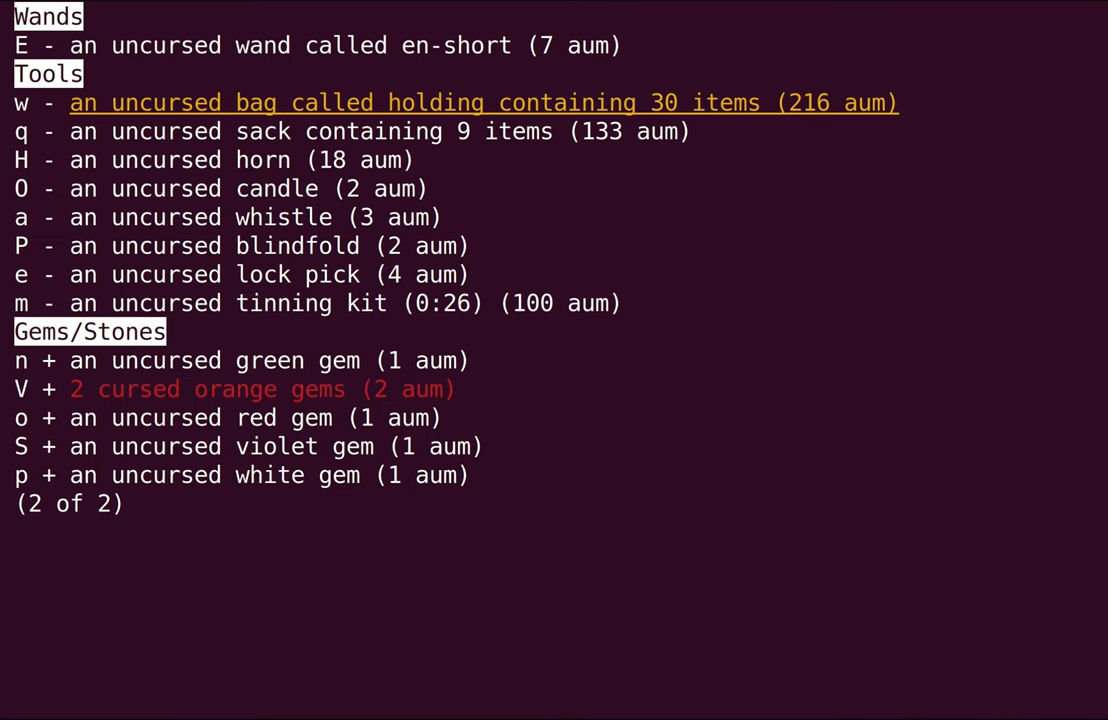 Wands
E - an uncursed wand called en-short (7 aum)
Tools
w - an uncursed bag called holding containing 30 items (216 aum)
q - an uncursed sack containing 9 items (133 aum)
H - an uncursed horn (18 aum)
O - an uncursed candle (2 aum)
a - an uncursed whistle (3 aum)
P - an uncursed blindfold (2 aum)
e - an uncursed lock pick (4 aum)
m - an uncursed tinning kit (0:26) (100 aum)
Gems/Stones
n + an uncursed green gem (1 aum)
V + 2 cursed orange gems (2 aum)
o + an uncursed red gem (1 aum)
S + an uncursed violet gem (1 aum)
p + an uncursed white gem (1 aum)
(2 of 2)